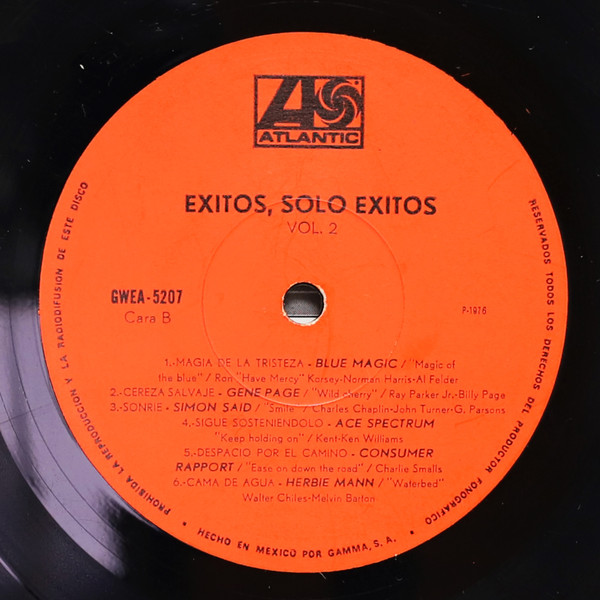 ATLANTIC
EXITOS, SOLO EXITOS
VOL. 2
GWEA-5207
Cara B
P-1976
1.-MAGIA DE LA TRISTEZA - BLUE MAGIC / "Magic of
the blue" / Ron "Have Mercy" Korsey-Norman Harris-Al Felder
2.-CEREZA SALVAJE - GENE PAGE / "Wild cherry" / Ray Parker Jr.-Billy Page
3.-SONRIE - SIMON SAID / "Smile" / Charles Chaplin-John Turner-G. Parsons
4.-SIGUE SOSTENIENDOLO - ACE SPECTRUM
"Keep holding on" / Kent-Ken Williams
5.-DESPACIO POR EL CAMINO - CONSUMER
RAPPORT / "Ease on down the road" / Charlie Smalls
6.-CAMA DE AGUA - HERBIE MANN / "Waterbed"
Walter Chiles-Melvin Barton
PROHIBIDA LA REPRODUCCION Y LA RADIODIFUSION DE ESTE DISCO
RESERVADOS TODOS LOS DERECHOS DEL PRODUCTOR FONOGRAFICO
• HECHO EN MEXICO POR GAMMA, S. A. •